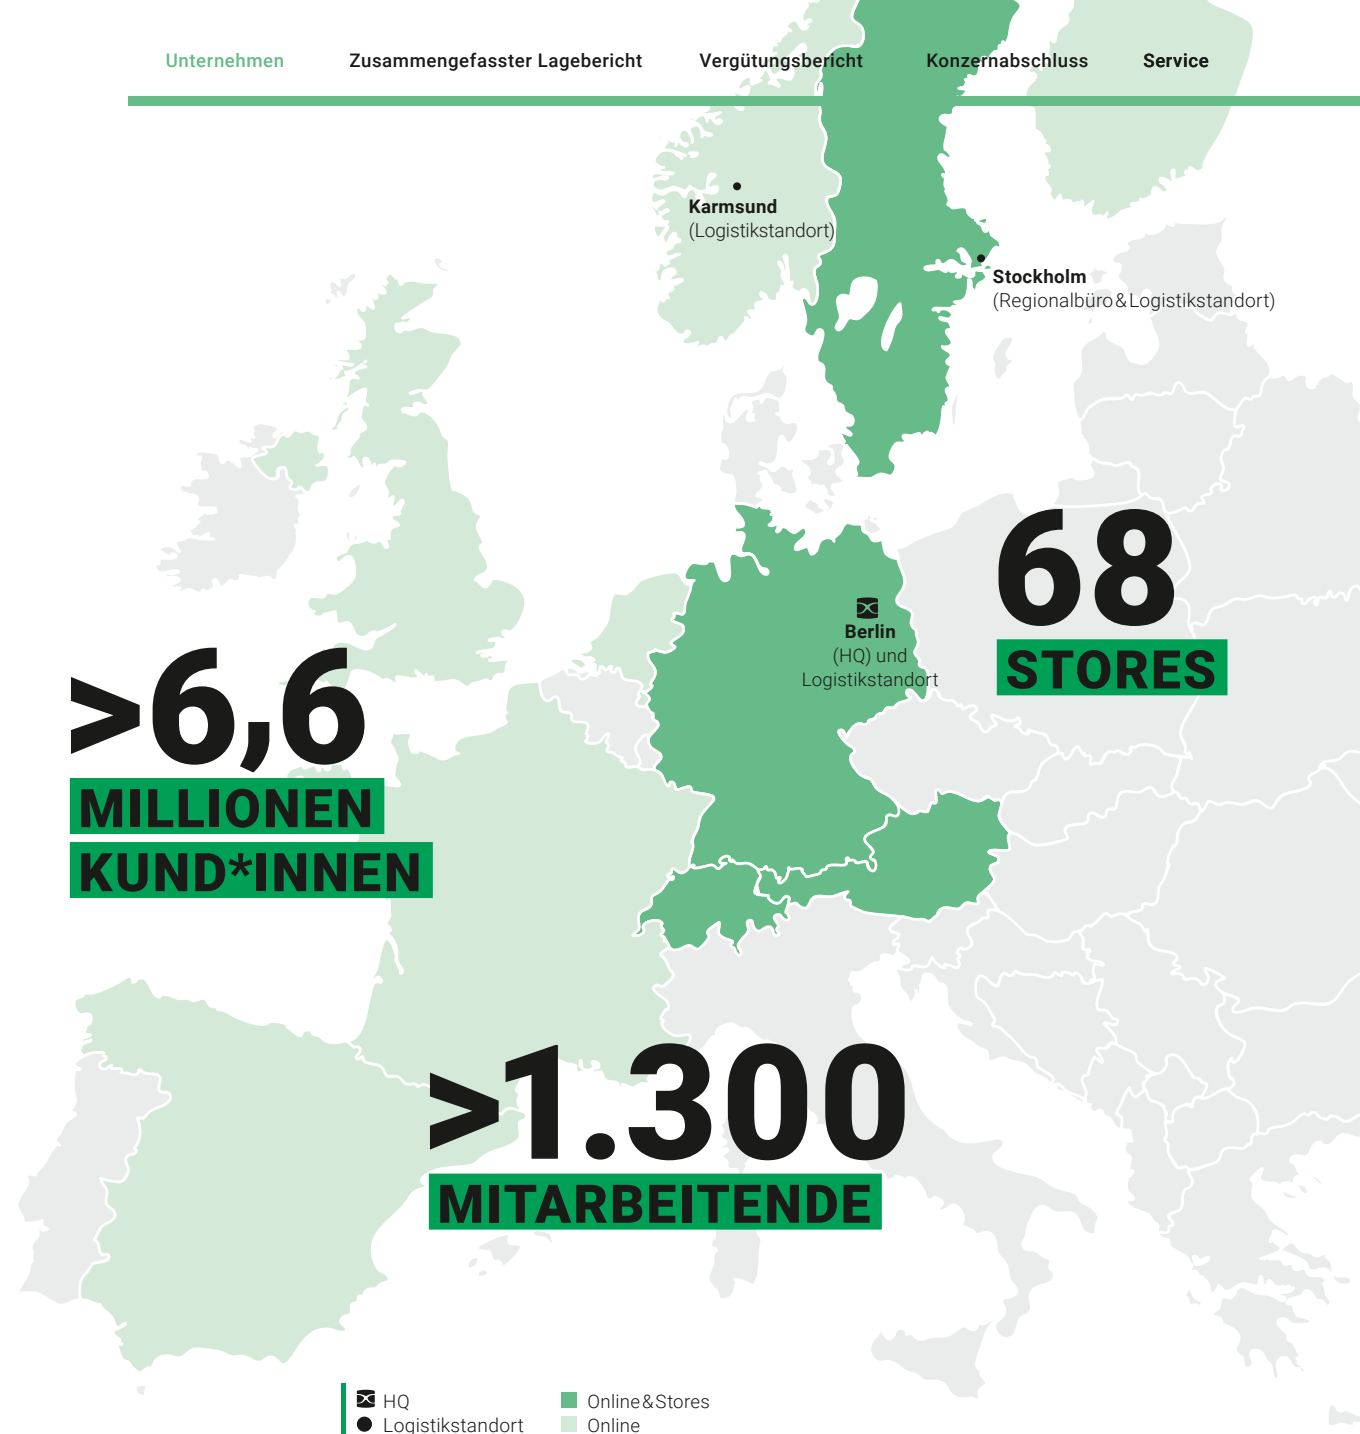 Unternehmen Zusammengefasster Lagebericht Vergütungsbericht Konzernabschluss Service
Karmsund
(Logistikstandort)
Stockholm
(Regionalbüro & Logistikstandort)
68
STORES
Berlin
(HQ) und
Logistikstandort
>6,6
MILLIONEN
KUND*INNEN
>1.300
MITARBEITENDE
HQ
Logistikstandort
Online & Stores
Online